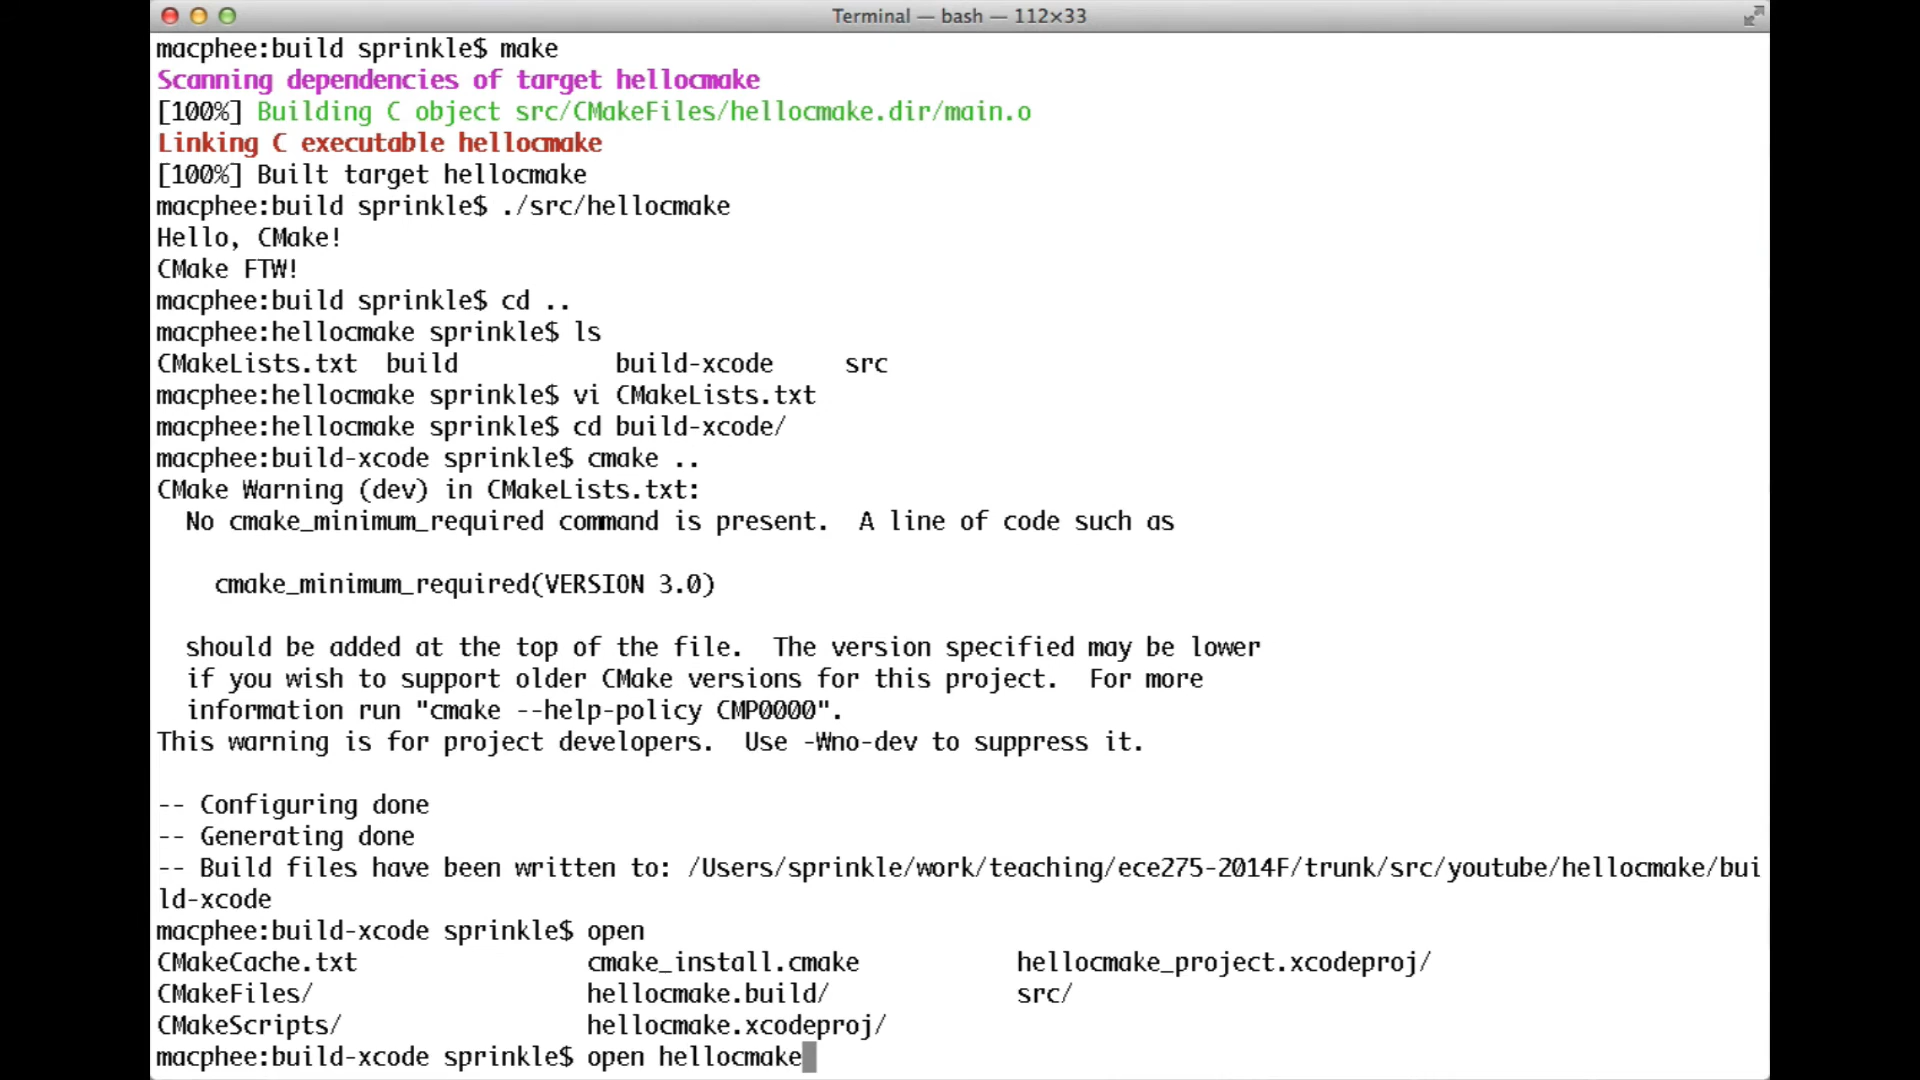 Terminal — bash — 112×33
macphee:build sprinkle$ make
Scanning dependencies of target hellocmake
[100%] Building C object src/CMakeFiles/hellocmake.dir/main.o
Linking C executable hellocmake
[100%] Built target hellocmake
macphee:build sprinkle$ ./src/hellocmake
Hello, CMake!
CMake FTW!
macphee:build sprinkle$ cd ..
macphee:hellocmake sprinkle$ ls
CMakeLists.txt  build           build-xcode     src
macphee:hellocmake sprinkle$ vi CMakeLists.txt
macphee:hellocmake sprinkle$ cd build-xcode/
macphee:build-xcode sprinkle$ cmake ..
CMake Warning (dev) in CMakeLists.txt:
  No cmake_minimum_required command is present.  A line of code such as
    cmake_minimum_required(VERSION 3.0)
  should be added at the top of the file.  The version specified may be lower
  if you wish to support older CMake versions for this project.  For more
  information run "cmake --help-policy CMP0000".
This warning is for project developers.  Use -Wno-dev to suppress it.
-- Configuring done
-- Generating done
-- Build files have been written to: /Users/sprinkle/work/teaching/ece275-2014F/trunk/src/youtube/hellocmake/bui
ld-xcode
macphee:build-xcode sprinkle$ open
CMakeCache.txt                cmake_install.cmake           hellocmake_project.xcodeproj/
CMakeFiles/                   hellocmake.build/             src/
CMakeScripts/                 hellocmake.xcodeproj/
macphee:build-xcode sprinkle$ open hellocmake